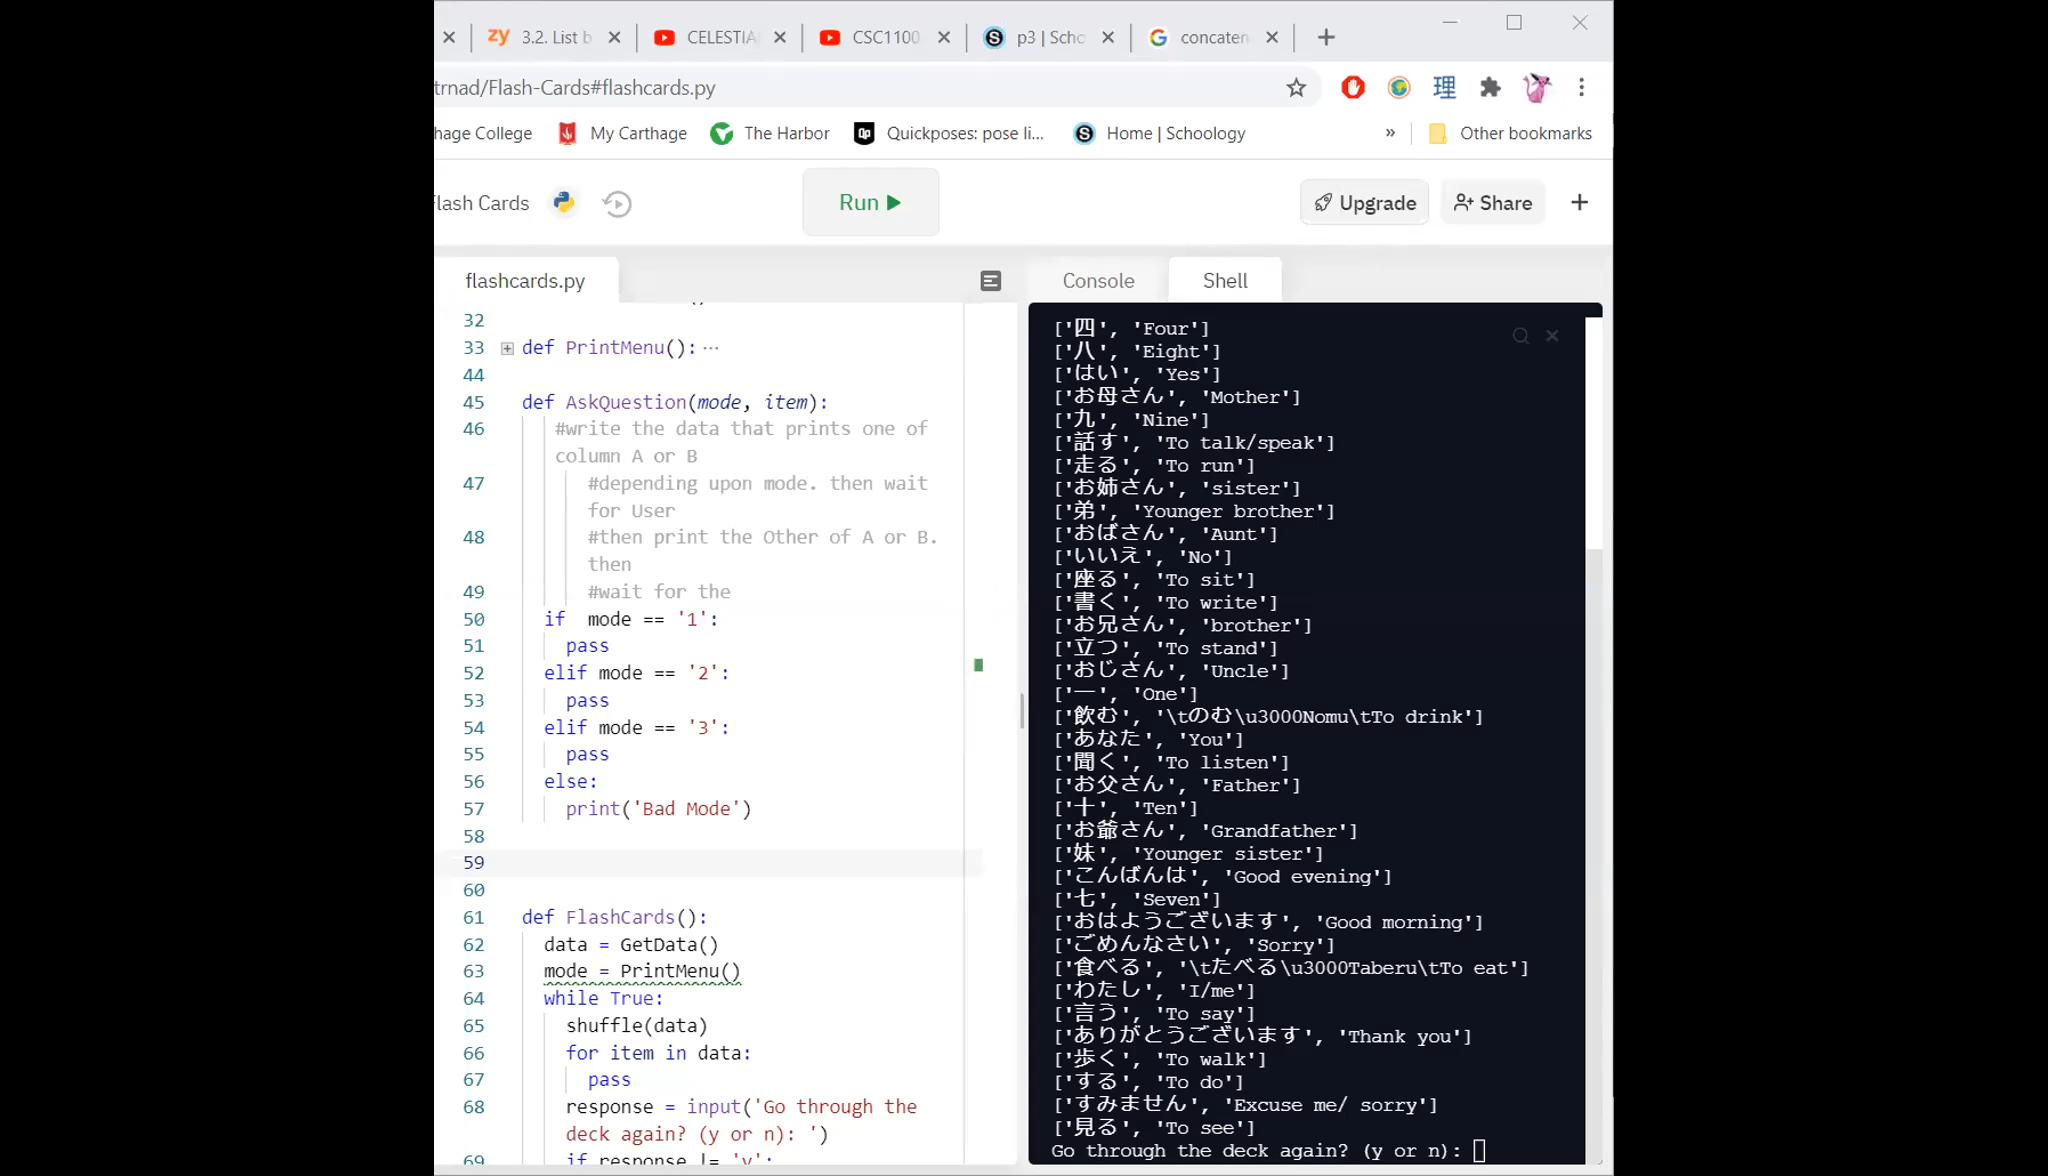 zy 3.2. List b
CELESTIA
CSC1100
S p3 | Scho
G concaten
trnad/Flash-Cards#flashcards.py
理
hage College
My Carthage
The Harbor
Qp Quickposes: pose li...
S Home | Schoology
»
Other bookmarks
lash Cards
Run
Upgrade
Share
+
flashcards.py
32
33 def PrintMenu(): ···
44
45 def AskQuestion(mode, item):
46 #write the data that prints one of
column A or B
47 #depending upon mode. then wait
for User
48 #then print the Other of A or B.
then
49 #wait for the
50 if  mode == '1':
51 pass
52 elif mode == '2':
53 pass
54 elif mode == '3':
55 pass
56 else:
57 print('Bad Mode')
58
59
60
61 def FlashCards():
62 data = GetData()
63 mode = PrintMenu()
64 while True:
65 shuffle(data)
66 for item in data:
67 pass
68 response = input('Go through the
deck again? (y or n): ')
69 if response != 'y':
Console
Shell
['四', 'Four']
['八', 'Eight']
['はい', 'Yes']
['お母さん', 'Mother']
['九', 'Nine']
['話す', 'To talk/speak']
['走る', 'To run']
['お姉さん', 'sister']
['弟', 'Younger brother']
['おばさん', 'Aunt']
['いいえ', 'No']
['座る', 'To sit']
['書く', 'To write']
['お兄さん', 'brother']
['立つ', 'To stand']
['おじさん', 'Uncle']
['一', 'One']
['飲む', '\tのむ\u3000Nomu\tTo drink']
['あなた', 'You']
['聞く', 'To listen']
['お父さん', 'Father']
['十', 'Ten']
['お爺さん', 'Grandfather']
['妹', 'Younger sister']
['こんばんは', 'Good evening']
['七', 'Seven']
['おはようございます', 'Good morning']
['ごめんなさい', 'Sorry']
['食べる', '\tたべる\u3000Taberu\tTo eat']
['わたし', 'I/me']
['言う', 'To say']
['ありがとうございます', 'Thank you']
['歩く', 'To walk']
['する', 'To do']
['すみません', 'Excuse me/ sorry']
['見る', 'To see']
Go through the deck again? (y or n):